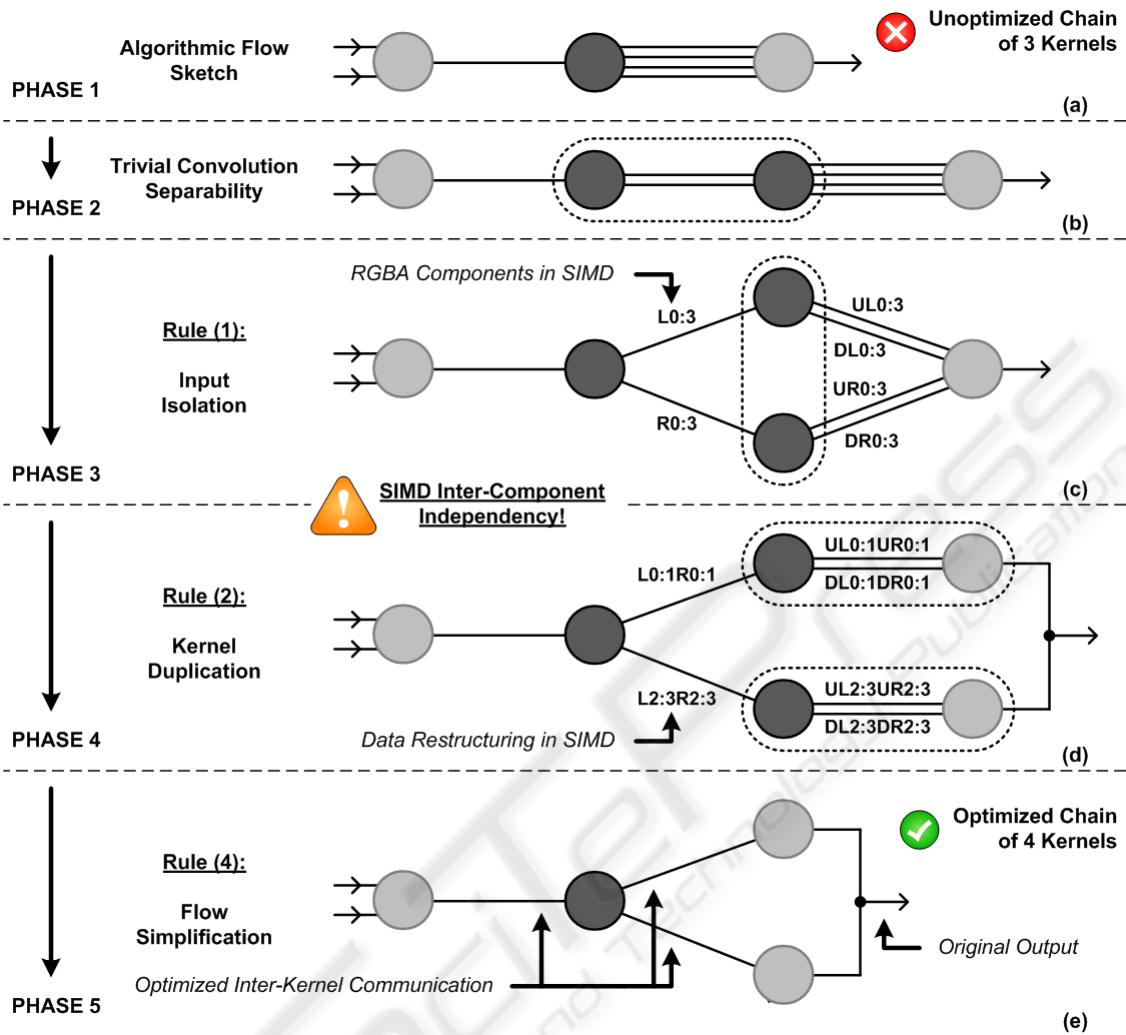 Algorithmic Flow
Sketch
Unoptimized Chain
of 3 Kernels
PHASE 1
(a)
Trivial Convolution
Separability
PHASE 2
(b)
RGBA Components in SIMD
L0:3
UL0:3
Rule (1):
DL0:3
Input
Isolation
UR0:3
R0:3
DR0:3
PHASE 3
(c)
SIMD Inter-Component
Independency!
UL0:1UR0:1
L0:1R0:1
DL0:1DR0:1
Rule (2):
Kernel
Duplication
L2:3R2:3
UL2:3UR2:3
DL2:3DR2:3
Data Restructuring in SIMD
PHASE 4
(d)
Optimized Chain
of 4 Kernels
Rule (4):
Flow
Simplification
Original Output
Optimized Inter-Kernel Communication
PHASE 5
(e)
SciTePress
and Technology Publications